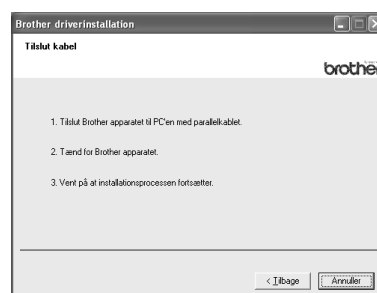 Brother driverinstallation
Tilslut kabel
brother
1. Tilslut Brother apparatet til PC'en med parallelkablet.
2. Tænd for Brother apparatet.
3. Vent på at installationsprocessen fortsætter.
< Tilbage
Annuller